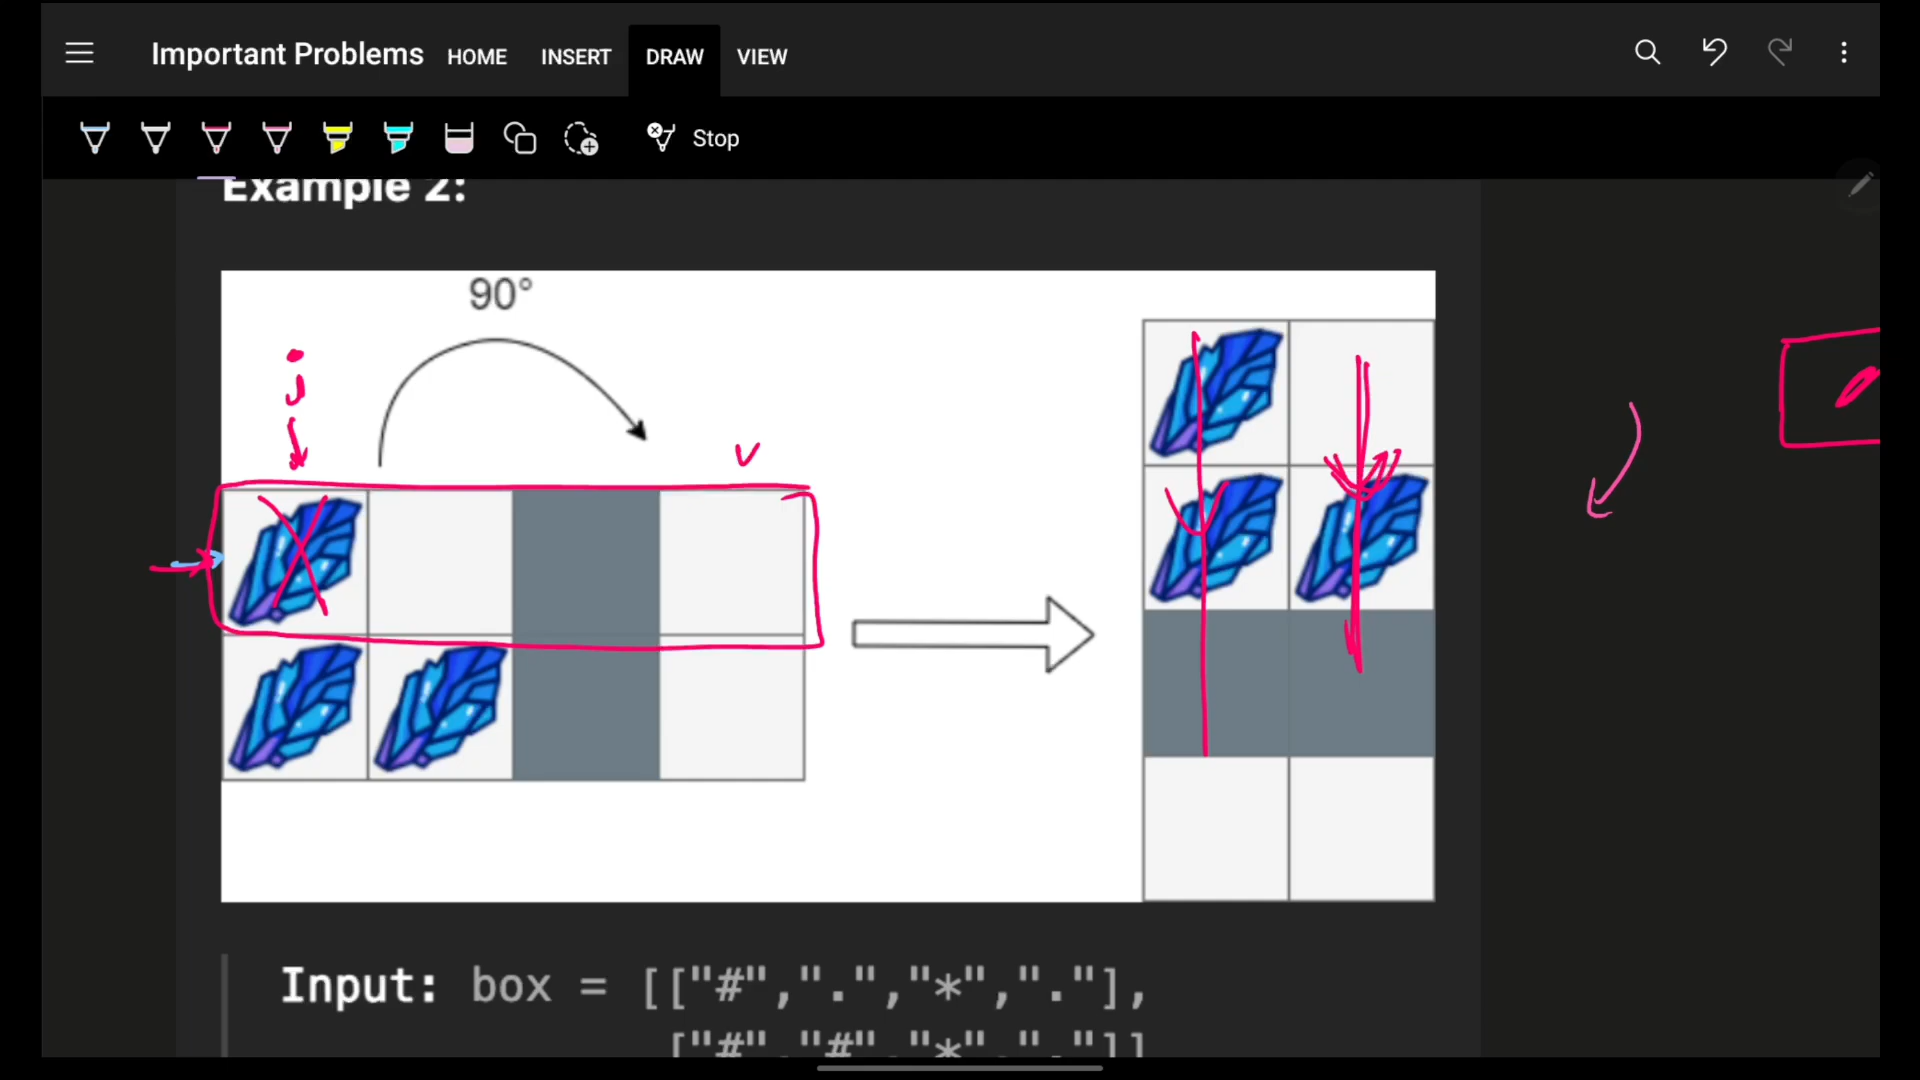 Important Problems HOME INSERT DRAW VIEW
Stop
Example 2:
90°
j
v
Input: box = [["#",".","*","."],
["#","#","*","."]]